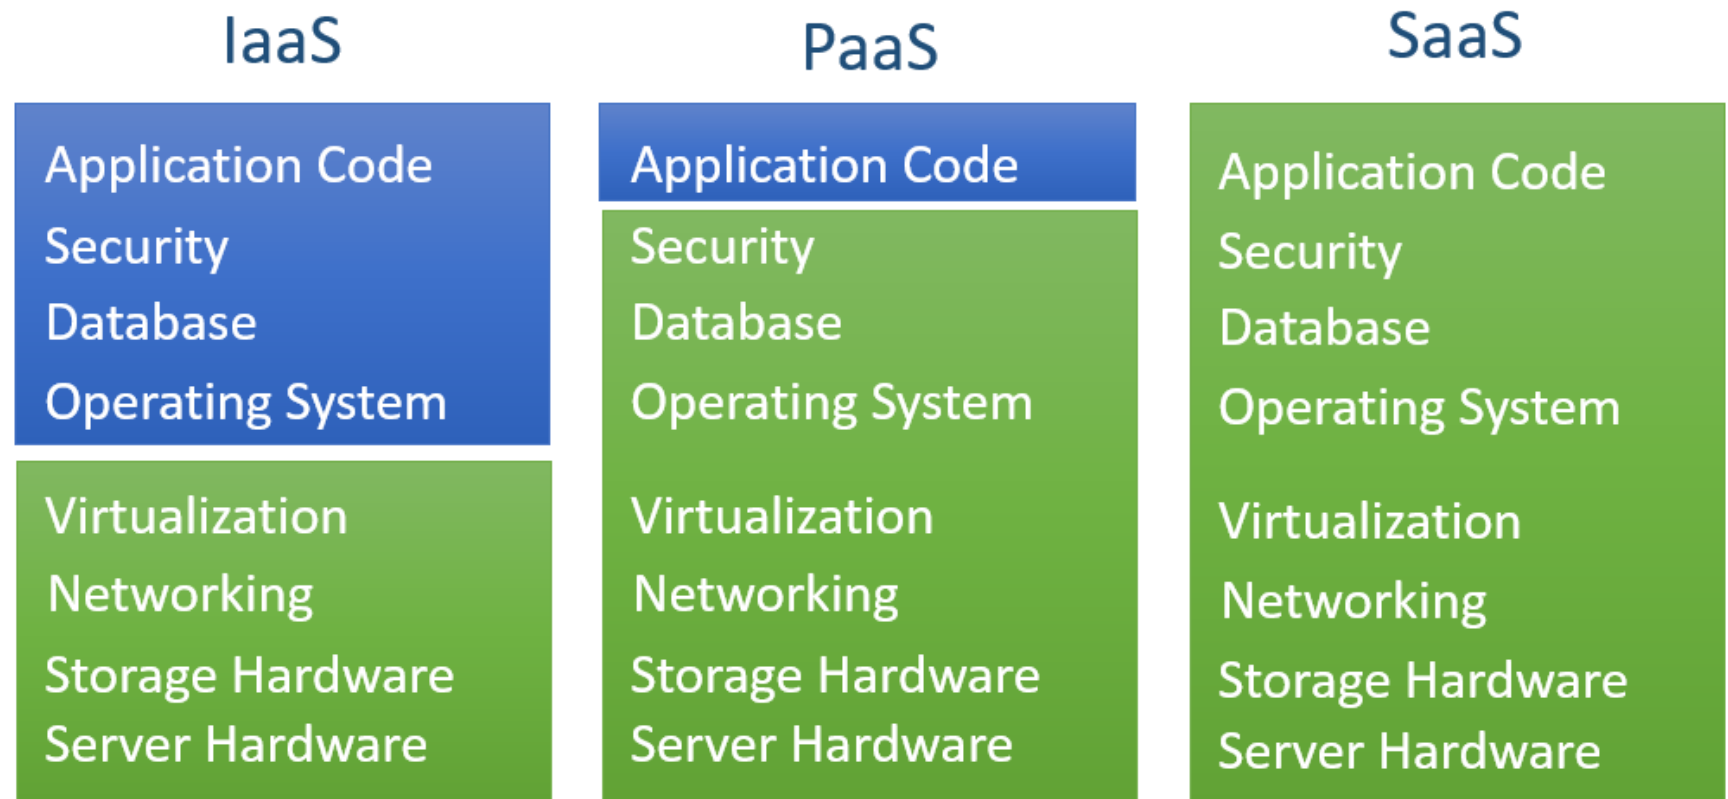 IaaS
Application Code
Security
Database
Operating System
Virtualization
Networking
Storage Hardware
Server Hardware
PaaS
Application Code
Security
Database
Operating System
Virtualization
Networking
Storage Hardware
Server Hardware
SaaS
Application Code
Security
Database
Operating System
Virtualization
Networking
Storage Hardware
Server Hardware